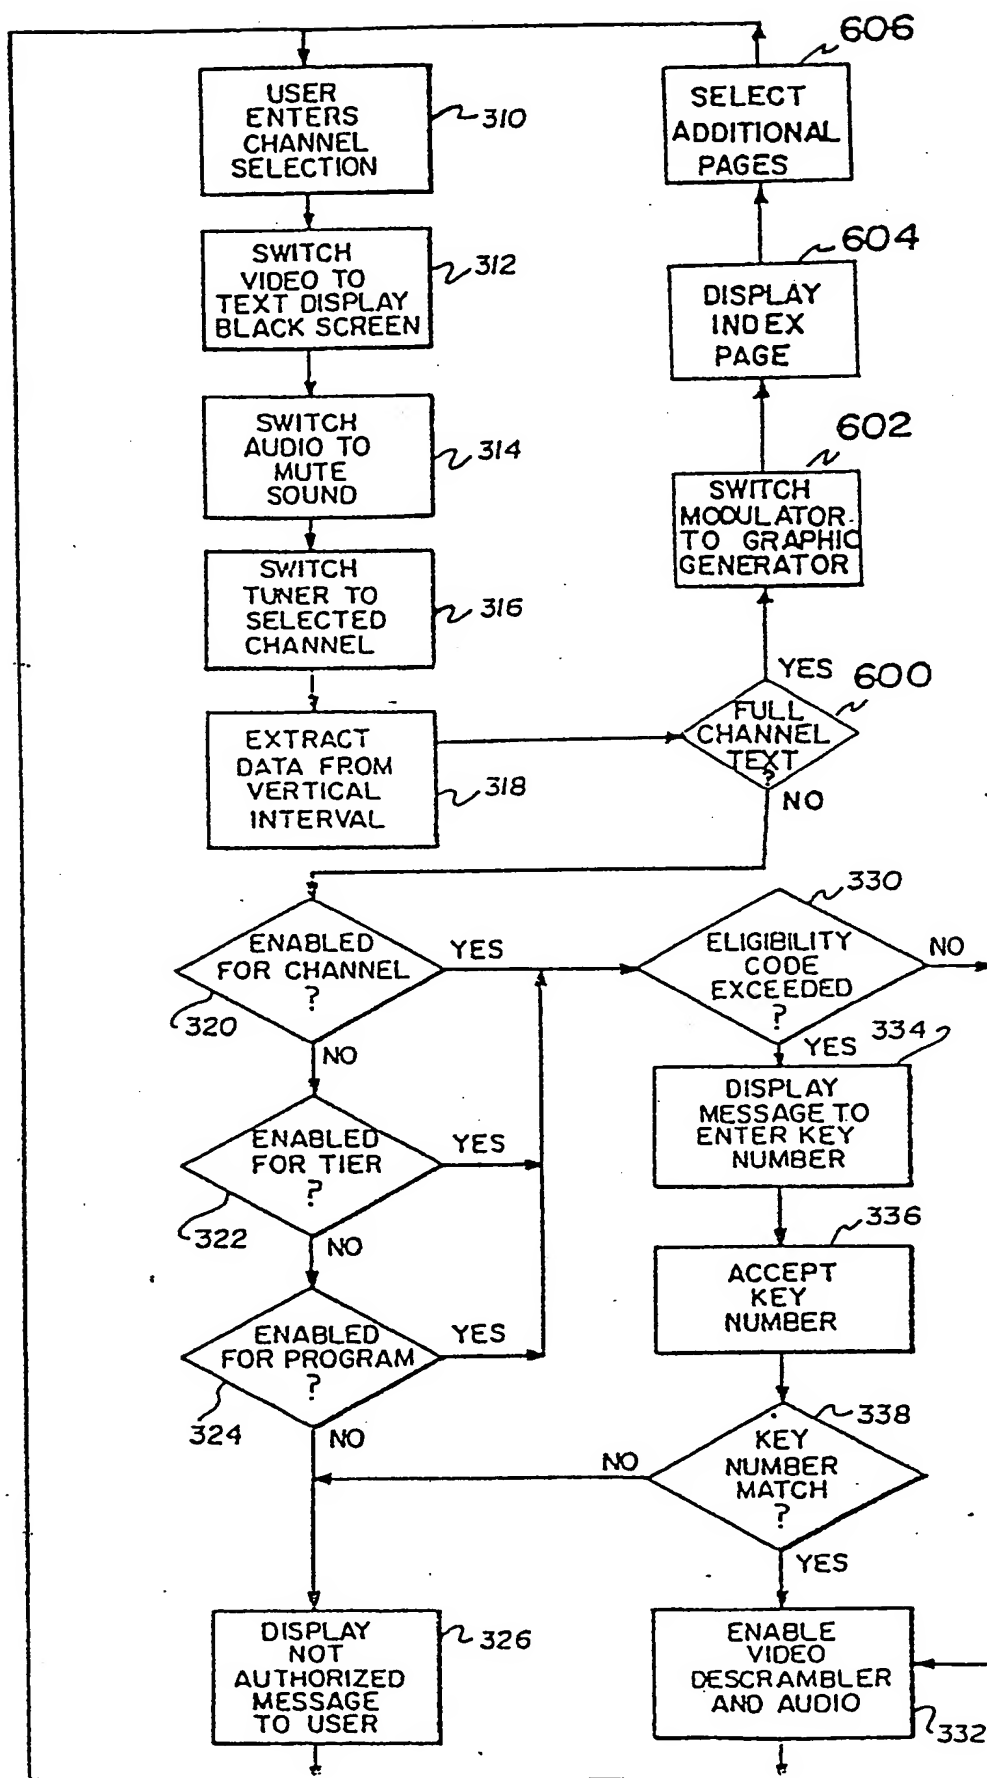 USER
ENTERS
CHANNEL
SELECTION
310
SWITCH
VIDEO TO
TEXT DISPLAY
BLACK SCREEN
312
SWITCH
AUDIO TO
MUTE
SOUND
314
SWITCH
TUNER TO
SELECTED
CHANNEL
316
EXTRACT
DATA FROM
VERTICAL
INTERVAL
318
606
SELECT
ADDITIONAL
PAGES
604
DISPLAY
INDEX
PAGE
602
SWITCH
MODULATOR
TO GRAPHIC
GENERATOR
YES
600
FULL
CHANNEL
TEXT
?
NO
ENABLED
FOR CHANNEL
?
320
YES
NO
ENABLED
FOR TIER
?
322
YES
NO
ENABLED
FOR PROGRAM
?
324
YES
NO
DISPLAY
NOT
AUTHORIZED
MESSAGE
TO USER
326
330
ELIGIBILITY
CODE
EXCEEDED
?
NO
YES
334
DISPLAY
MESSAGE TO
ENTER KEY
NUMBER
336
ACCEPT
KEY
NUMBER
338
KEY
NUMBER
MATCH
?
NO
YES
ENABLE
VIDEO
DESCRAMBLER
AND AUDIO
332